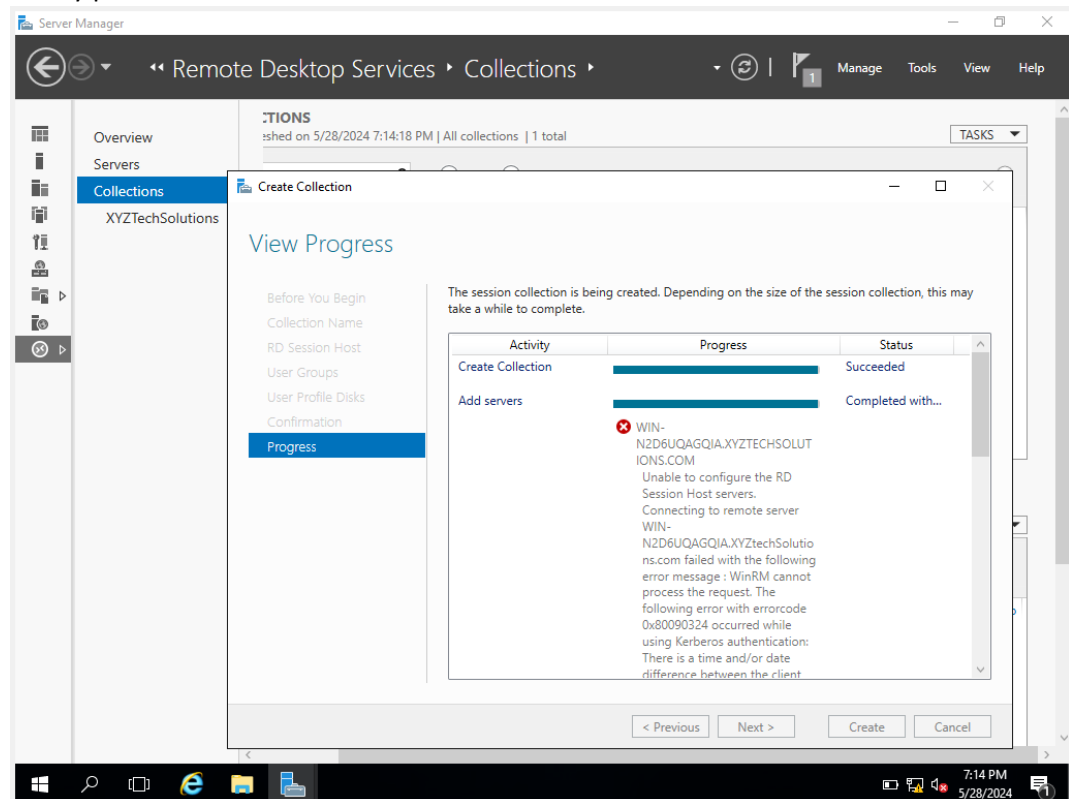 Server Manager
Remote Desktop Services
Collections
1
Manage
Tools
View
Help
Overview
Servers
Collections
XYZTechSolutions
on 5/28/2024 7:14:18 PM | All collections | 1 total
TASKS
Create Collection
View Progress
Before You Begin
Collection Name
RD Session Host
User Groups
User Profile Disks
Confirmation
Progress
The session collection is being created. Depending on the size of the session collection, this may
take a while to complete.
Activity Progress Status
Create Collection Succeeded
Add servers Completed with...
WIN-
N2D6UQAGQIA.XYZTECHSOLUT
IONS.COM
Unable to configure the RD
Session Host servers.
Connecting to remote server
WIN-
N2D6UQAGQIA.XYZtechSolutio
ns.com failed with the following
error message : WinRM cannot
process the request. The
following error with errorcode
0x80090324 occurred while
using Kerberos authentication:
There is a time and/or date
difference between the client
< Previous
Next >
Create
Cancel
7:14 PM
5/28/2024
1